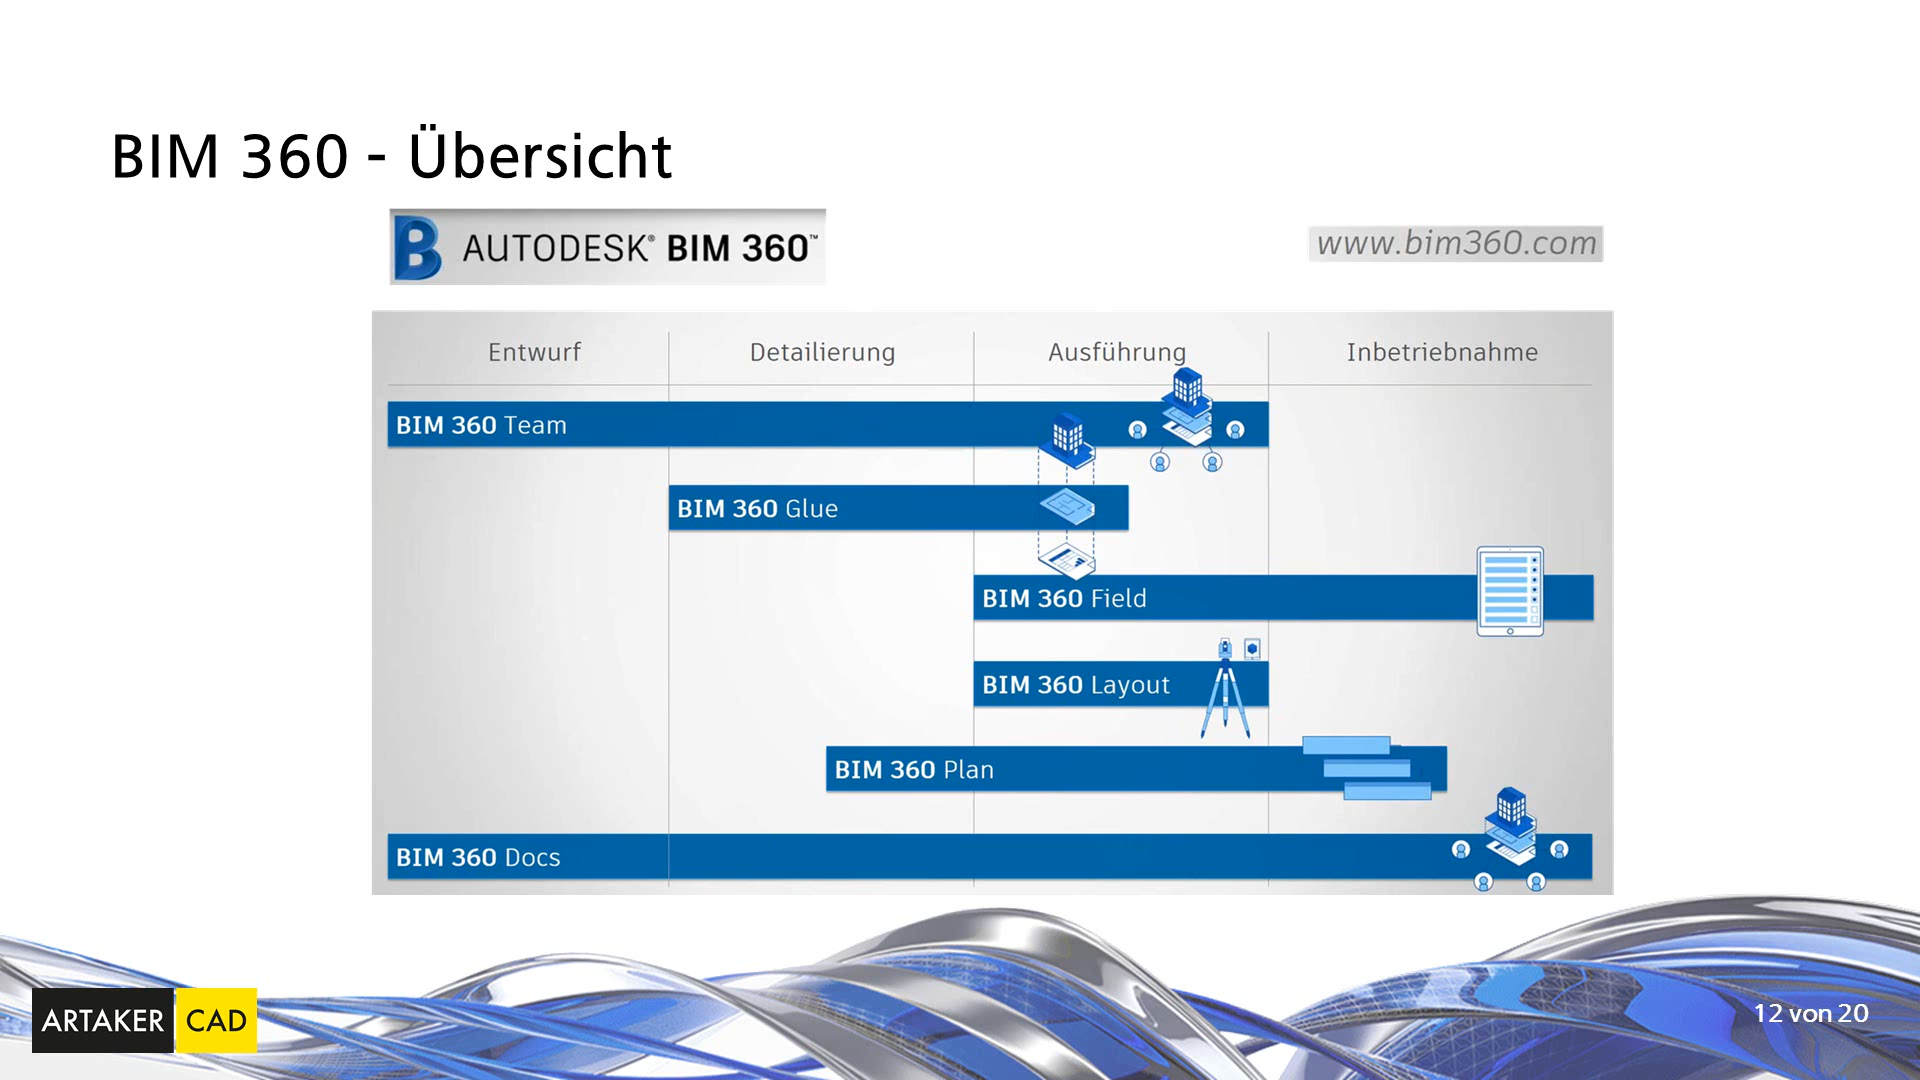 BIM 360 - Übersicht
AUTODESK® BIM 360™
www.bim360.com
Entwurf Detailierung Ausführung Inbetriebnahme
BIM 360 Team
BIM 360 Glue
BIM 360 Field
BIM 360 Layout
BIM 360 Plan
BIM 360 Docs
ARTAKER CAD
12 von 20